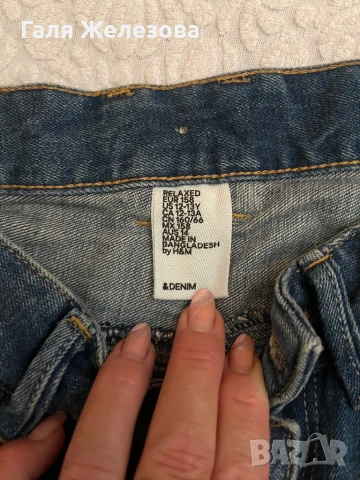 Галя Железова
RELAXED
EUR 158
US 12-13Y
CA 12-13A
CN 160/66
MX 158
AUS 14
MADE IN
BANGLADESH
by H&M
&DENIM
BAZAR